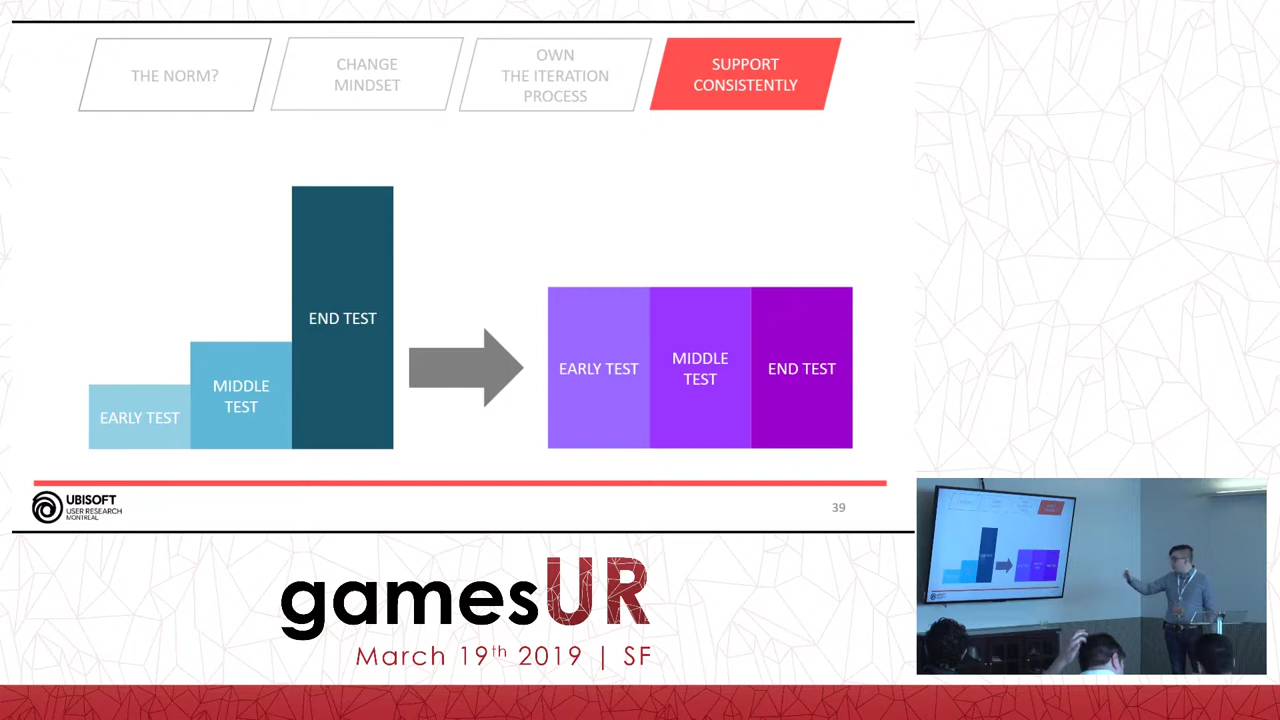 THE NORM?
CHANGE
MINDSET
OWN
THE ITERATION
PROCESS
SUPPORT
CONSISTENTLY
EARLY TEST
MIDDLE
TEST
END TEST
EARLY TEST
MIDDLE
TEST
END TEST
UBISOFT
USER RESEARCH
MONTREAL
39
gamesUR
March 19th 2019 | SF